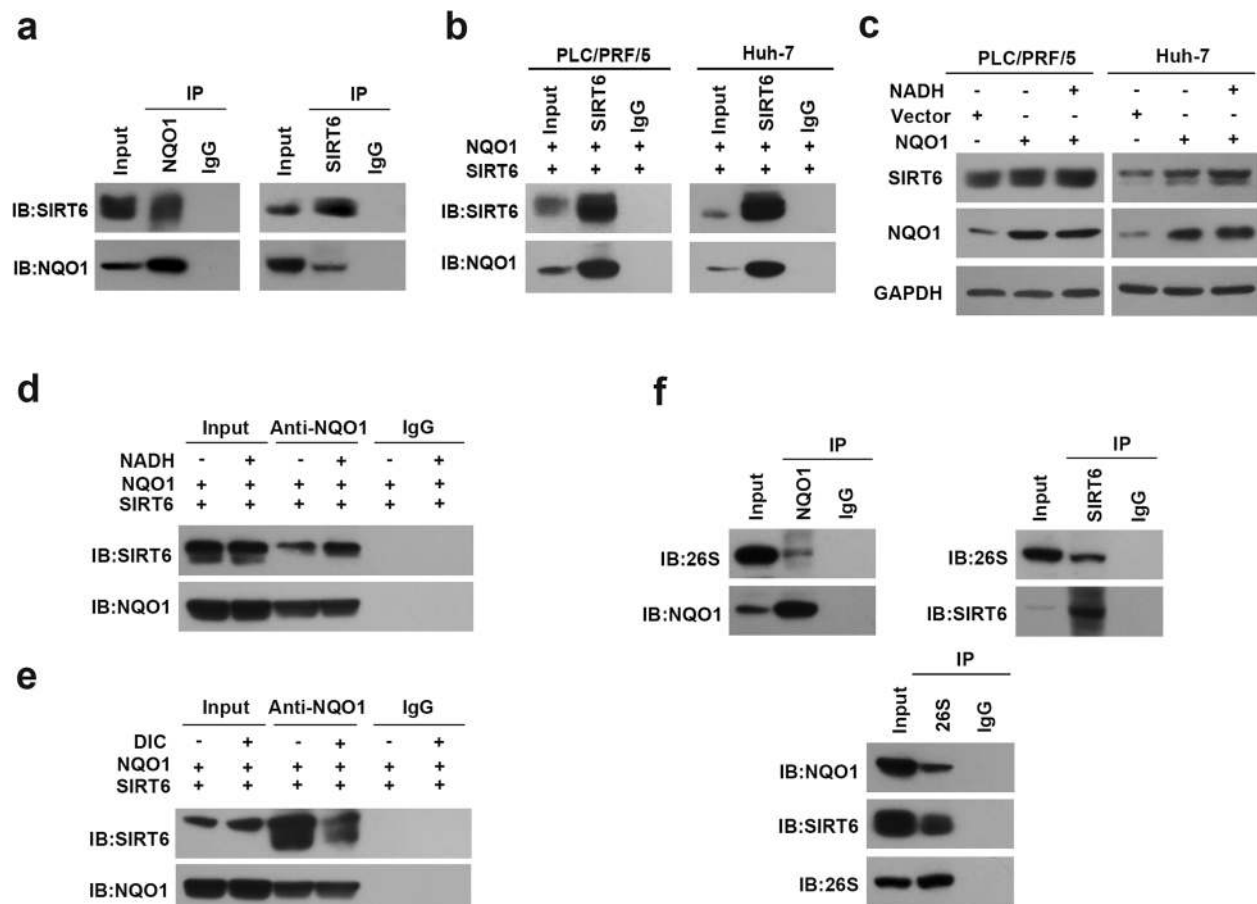 a
IP
Input
NQO1
IgG
Input
SIRT6
IgG
IP
IB:SIRT6
IB:NQO1
b
PLC/PRF/5
Huh-7
Input
SIRT6
IgG
Input
SIRT6
IgG
NQO1 + + + + + +
SIRT6 + + + + + +
IB:SIRT6
IB:NQO1
c
PLC/PRF/5
Huh-7
NADH - - + - - +
Vector + - - + - -
NQO1 - + + - + +
SIRT6
NQO1
GAPDH
d
Input Anti-NQO1 IgG
NADH - + - + - +
NQO1 + + + + + +
SIRT6 + + + + + +
IB:SIRT6
IB:NQO1
e
Input Anti-NQO1 IgG
DIC - + - + - +
NQO1 + + + + + +
SIRT6 + + + + + +
IB:SIRT6
IB:NQO1
f
IP
Input
NQO1
IgG
IB:26S
IB:NQO1
IP
Input
SIRT6
IgG
IB:26S
IB:SIRT6
IP
Input
26S
IgG
IB:NQO1
IB:SIRT6
IB:26S